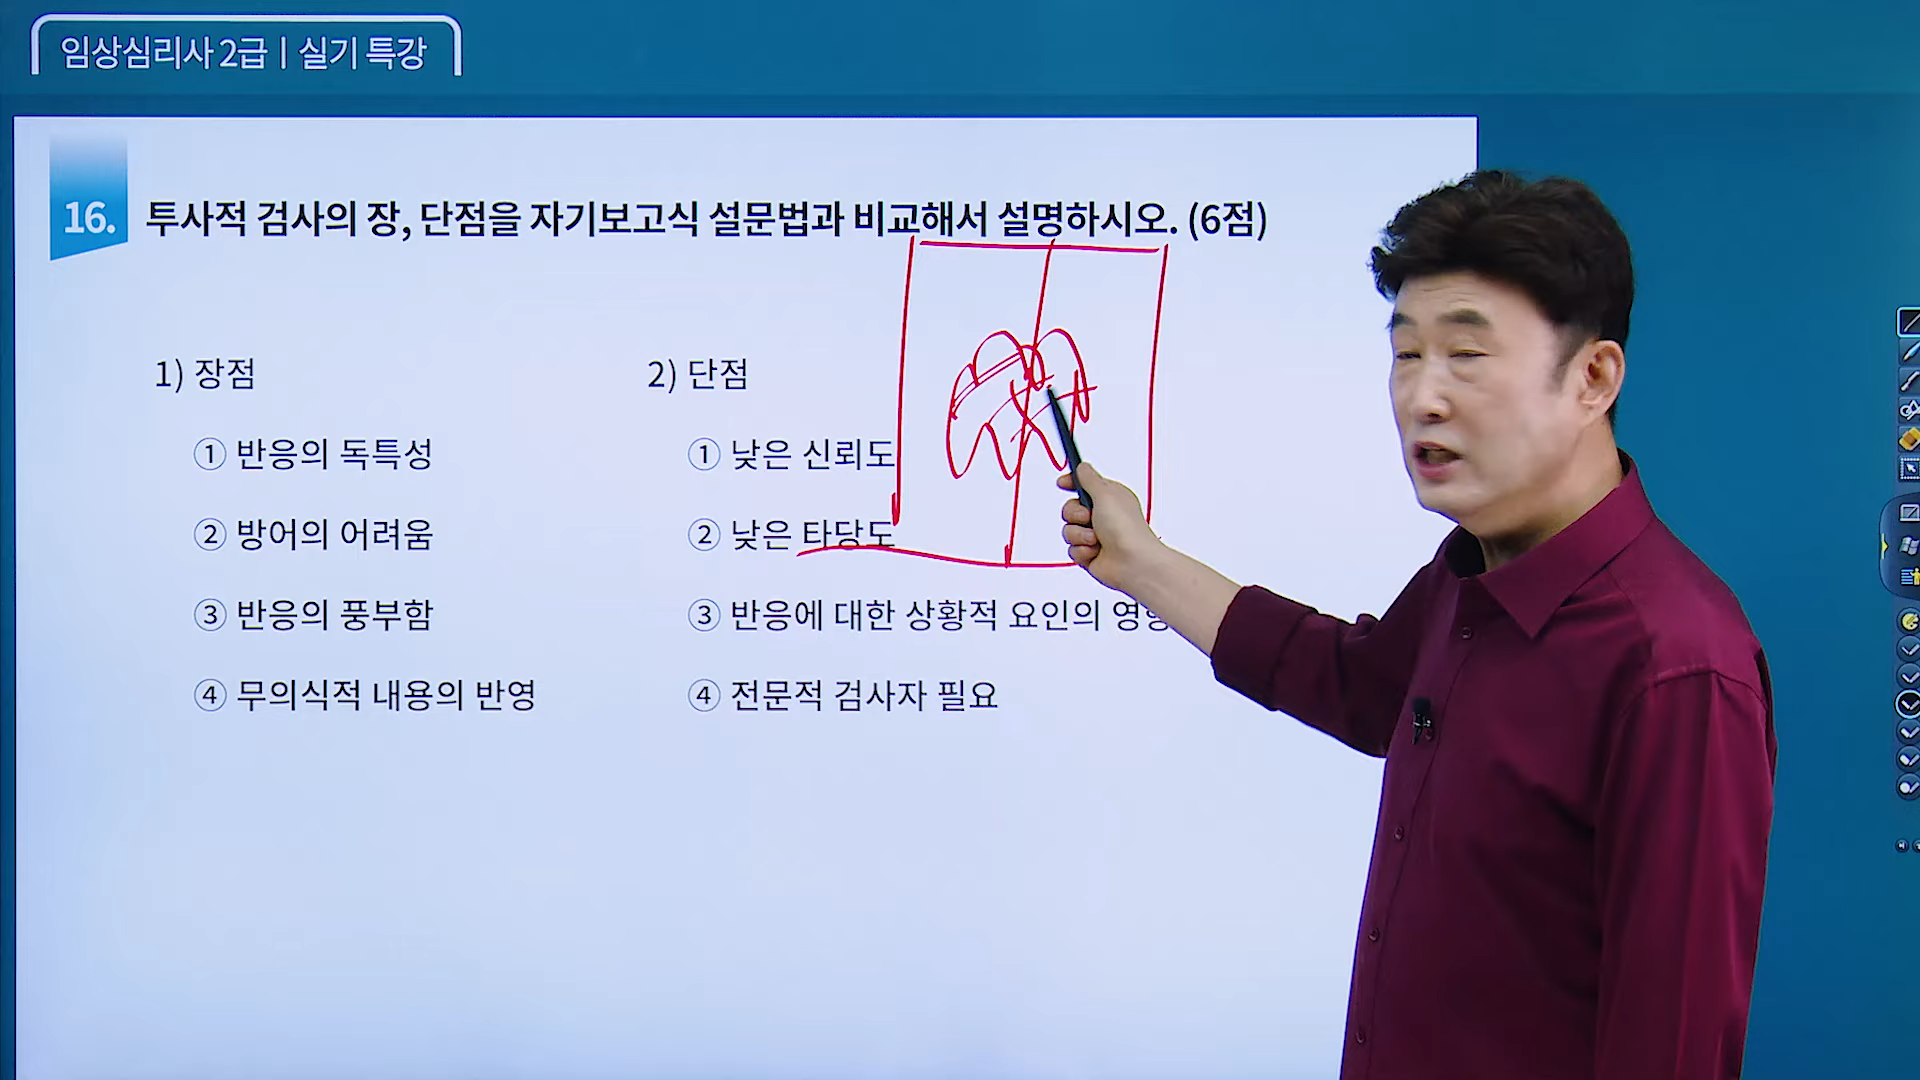 임상심리사 2급 | 실기 특강
16. 투사적 검사의 장, 단점을 자기보고식 설문법과 비교해서 설명하시오. (6점)
1) 장점
① 반응의 독특성
② 방어의 어려움
③ 반응의 풍부함
④ 무의식적 내용의 반영
2) 단점
① 낮은 신뢰도
② 낮은 타당도
③ 반응에 대한 상황적 요인의
④ 전문적 검사자 필요